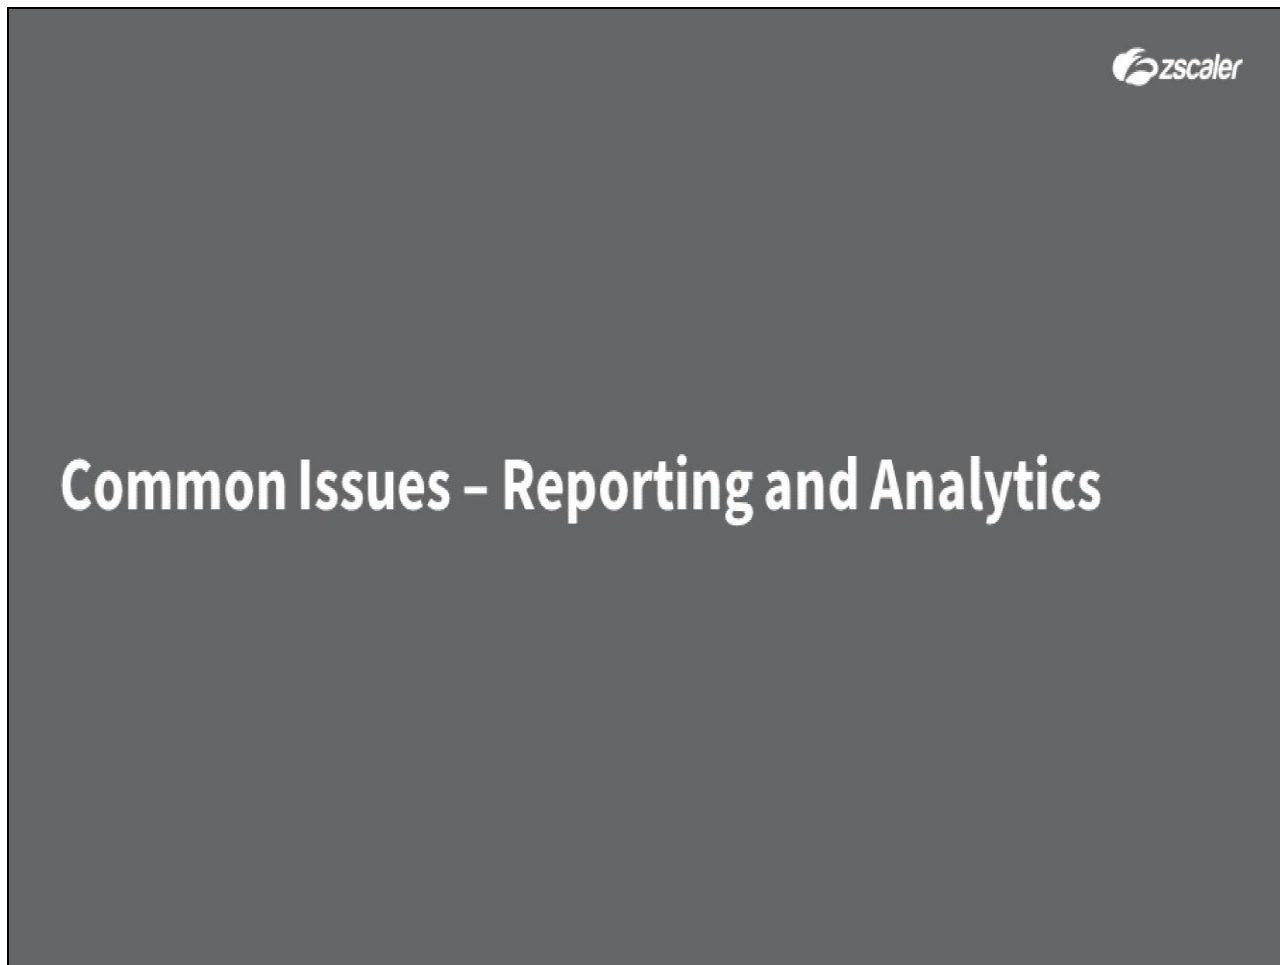 zscaler
Common Issues – Reporting and Analytics